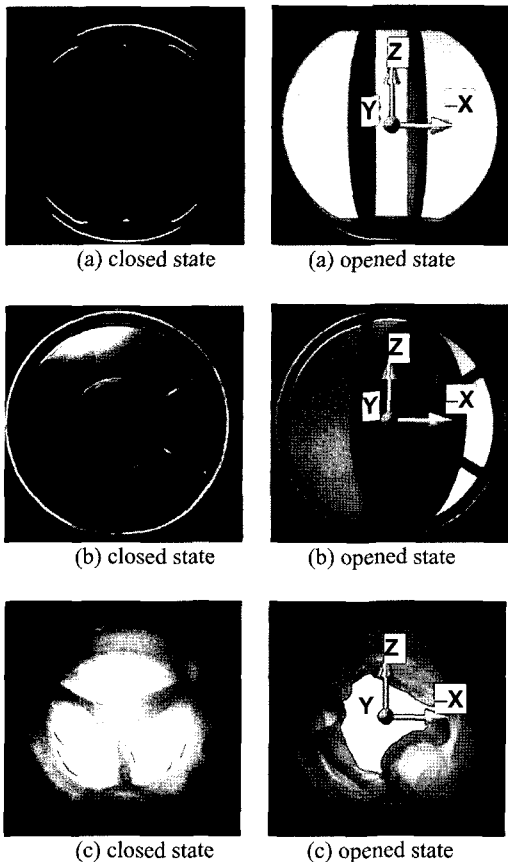 Z
Y
–X
(a) closed state
(a) opened state
Z
Y
–X
(b) closed state
(b) opened state
Z
Y
–X
(c) closed state
(c) opened state